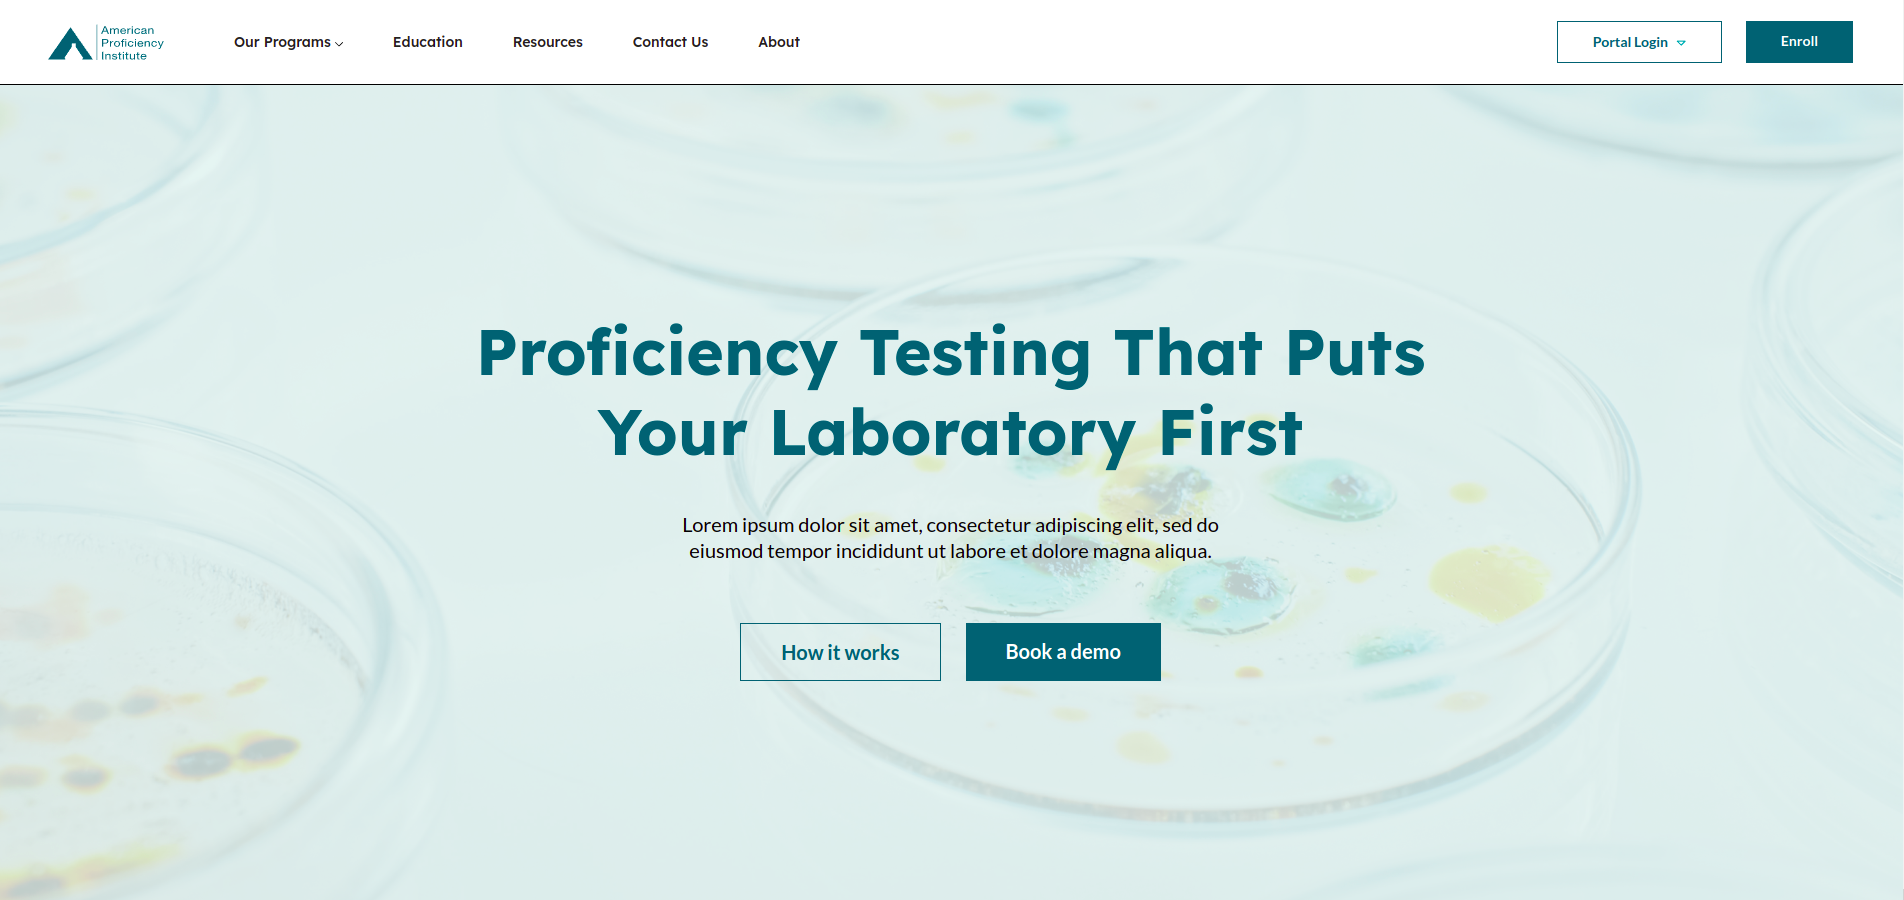 American
Proficiency
Institute
Our Programs
Education
Resources
Contact Us
About
Portal Login
Enroll
Proficiency Testing That Puts
Your Laboratory First
Lorem ipsum dolor sit amet, consectetur adipiscing elit, sed do
eiusmod tempor incididunt ut labore et dolore magna aliqua.
How it works
Book a demo